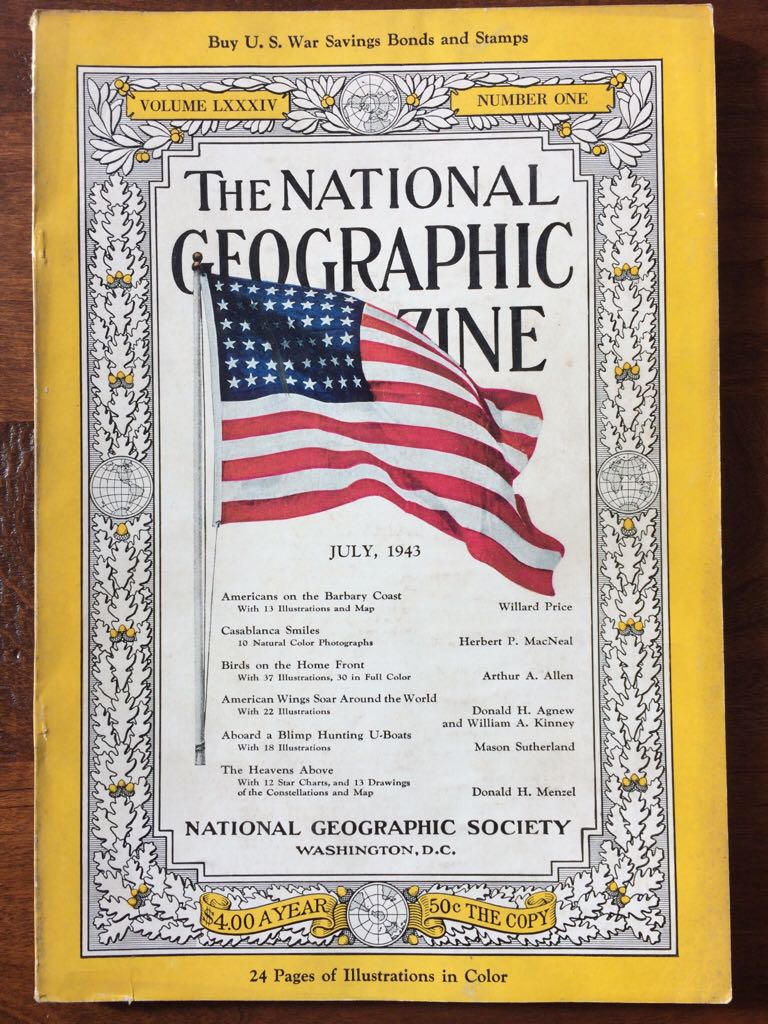 Buy U. S. War Savings Bonds and Stamps
VOLUME LXXXIV
NUMBER ONE
THE NATIONAL
GEOGRAPHIC
ZINE
JULY, 1943
Americans on the Barbary Coast
With 13 Illustrations and Map
Willard Price
Casablanca Smiles
10 Natural Color Photographs
Herbert P. MacNeal
Birds on the Home Front
With 37 Illustrations, 30 in Full Color
Arthur A. Allen
American Wings Soar Around the World
With 22 Illustrations
Donald H. Agnew
and William A. Kinney
Aboard a Blimp Hunting U-Boats
With 18 Illustrations
Mason Sutherland
The Heavens Above
With 12 Star Charts, and 13 Drawings
of the Constellations and Map
Donald H. Menzel
NATIONAL GEOGRAPHIC SOCIETY
WASHINGTON, D.C.
$4.00 A YEAR
50c THE COPY
24 Pages of Illustrations in Color